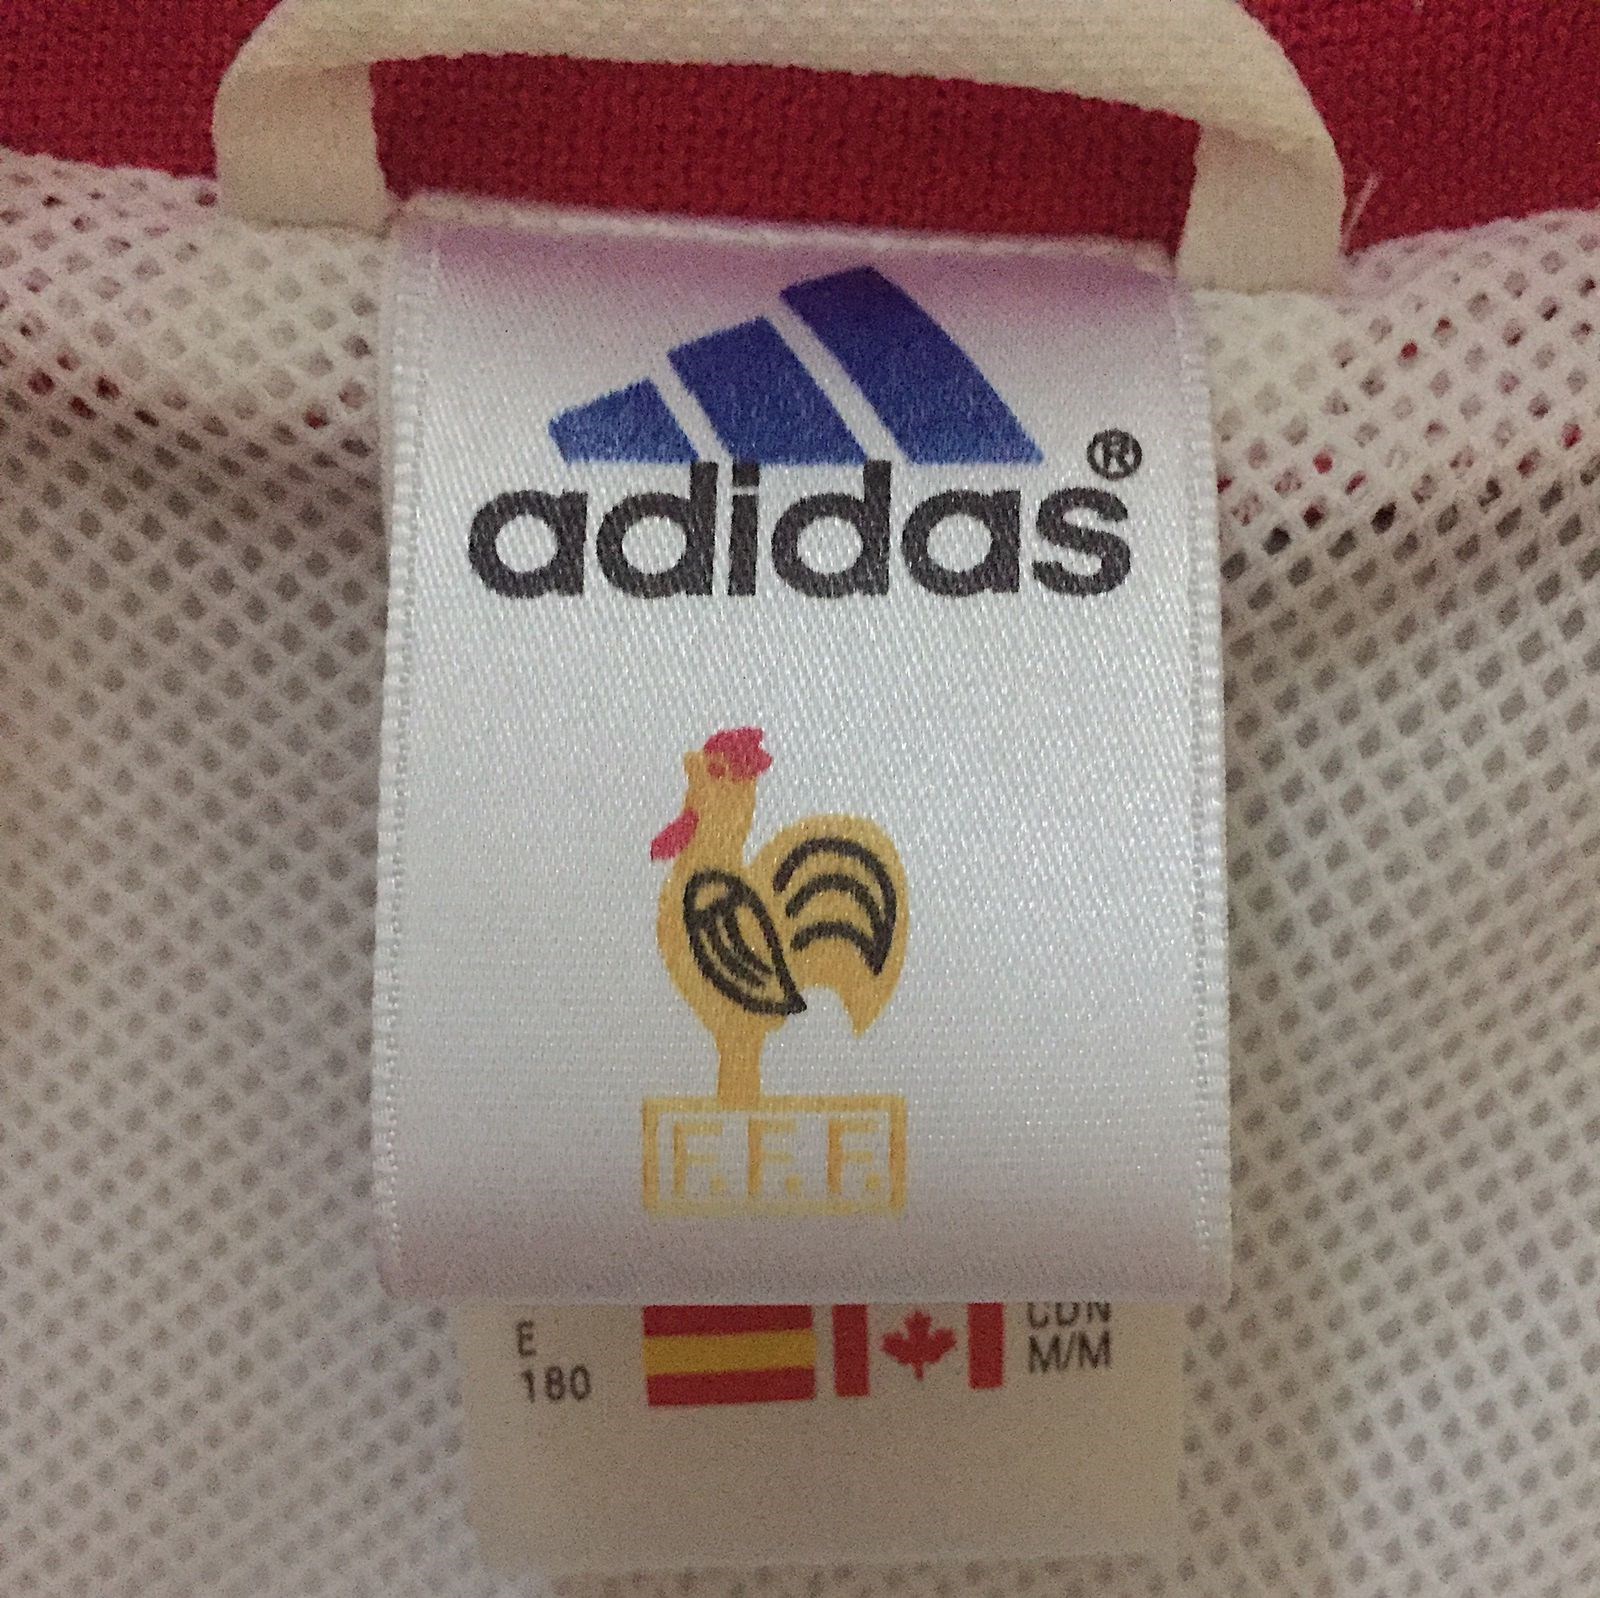 adidas®
F.F.F.
E
180
CDN
M/M